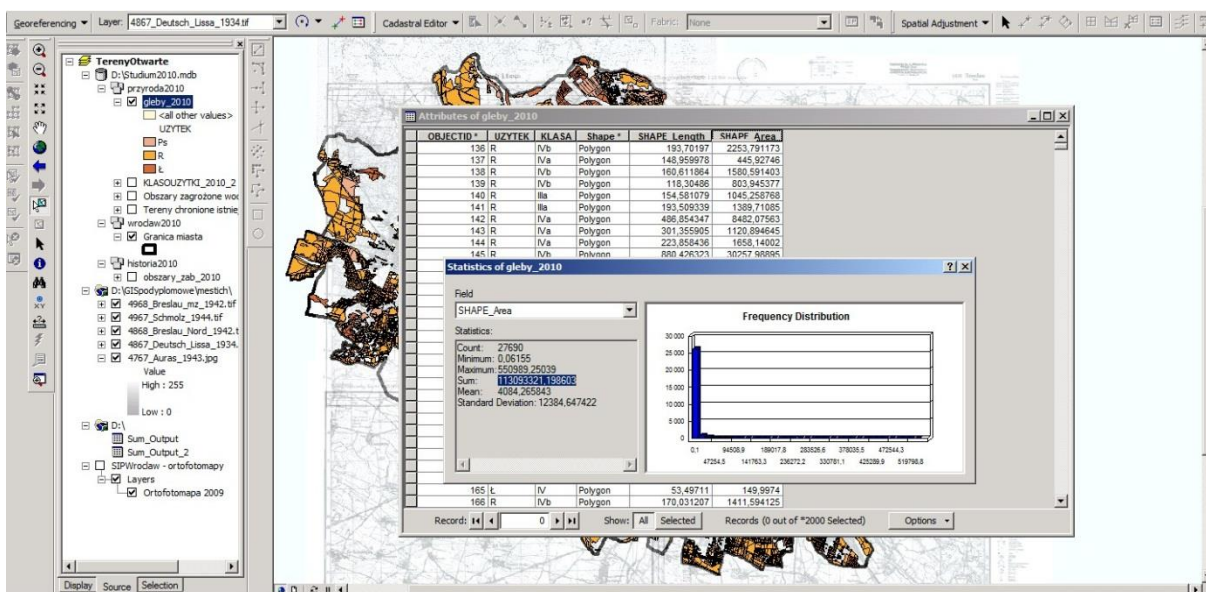 Georeferencing Layer: 4867_Deutsch_Lissa_1934.tif Cadastral Editor Fabric: None Spatial Adjustment
TerenyOtwarte
D:\Studium2010.mdb
przyroda2010
gleby_2010
<all other values>
UZYTEK
Ps
R
Ł
KLASOUZYTKI_2010_2
Obszary zagrożone wo
Tereny chronione istnie
wroclaw2010
Granica miasta
historia2010
obszary_zab_2010
D:\GISpodyplomowe\mestich\
4968_Breslau_mz_1942.tif
4967_Schmolz_1944.tif
4868_Breslau_Nord_1942.t
4867_Deutsch_Lissa_1934.
4767_Auras_1943.jpg
Value
High : 255
Low : 0
D:\
Sum_Output
Sum_Output_2
SIPWroclaw - ortofotomapy
Layers
Ortofotomapa 2009
Display Source Selection
Attributes of gleby_2010
OBJECTID * UZYTEK KLASA Shape * SHAPE_Length SHAPE_Area
136 R IVb Polygon 193,70197 2253,791173
137 R IVa Polygon 148,959978 445,92746
138 R IVb Polygon 160,611864 1580,591403
139 R IVb Polygon 118,30486 803,945377
140 R IIIa Polygon 154,581079 1045,258768
141 R IIIa Polygon 193,509339 1389,71085
142 R IVa Polygon 486,854347 8482,07563
143 R IVa Polygon 301,355905 1120,894645
144 R IVa Polygon 223,858436 1658,14002
145 R IVb Polygon 880,426323 30257,98895
Statistics of gleby_2010
Field
SHAPE_Area
Statistics:
Count: 27690
Minimum: 0,06155
Maximum: 550989,25039
Sum: 113093321,198603
Mean: 4084,265843
Standard Deviation: 12384,647422
Frequency Distribution
30 000
25 000
20 000
15 000
10 000
5 000
0
0,1 94508,9 189017,8 283526,6 378035,5 472544,3
47254,5 141763,3 236272,2 330781,1 425289,9 519798,8
165 Ł IV Polygon 53,49711 149,9974
166 R IVb Polygon 170,031207 1411,594125
Record: 0 Show: All Selected Records (0 out of *2000 Selected) Options